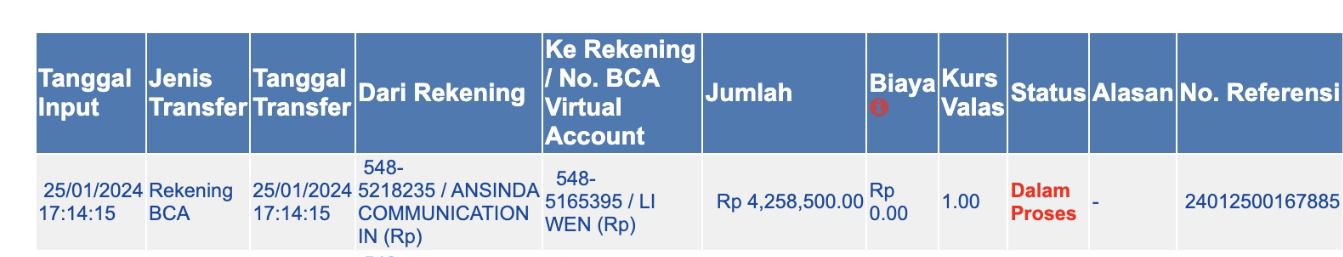 Tanggal Input
Jenis Transfer
Tanggal Transfer
Dari Rekening
Ke Rekening
/ No. BCA
Virtual
Account
Jumlah
Biaya
Kurs Valas
Status
Alasan
No. Referensi
25/01/2024
17:14:15
Rekening
BCA
25/01/2024
17:14:15
548-
5218235 / ANSINDA
COMMUNICATION
IN (Rp)
548-
5165395 / LI
WEN (Rp)
Rp 4,258,500.00
Rp
0.00
1.00
Dalam
Proses
-
24012500167885